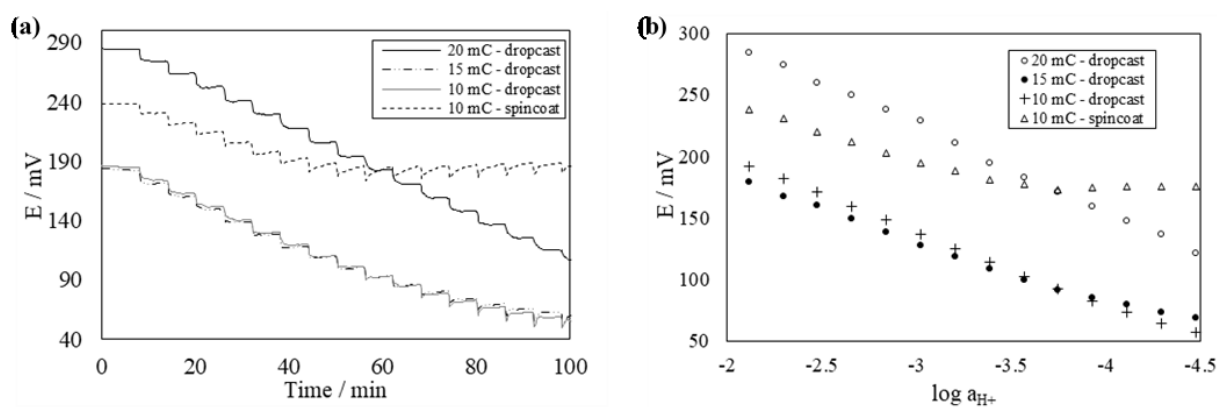 (a)
290
240
190
140
90
40
E / mV
0
20
40
60
80
100
Time / min
20 mC - dropcast
15 mC - dropcast
10 mC - dropcast
10 mC - spincoat
(b)
300
250
200
150
100
50
E / mV
-2
-2.5
-3
-3.5
-4
-4.5
log aH+
20 mC - dropcast
15 mC - dropcast
10 mC - dropcast
10 mC - spincoat